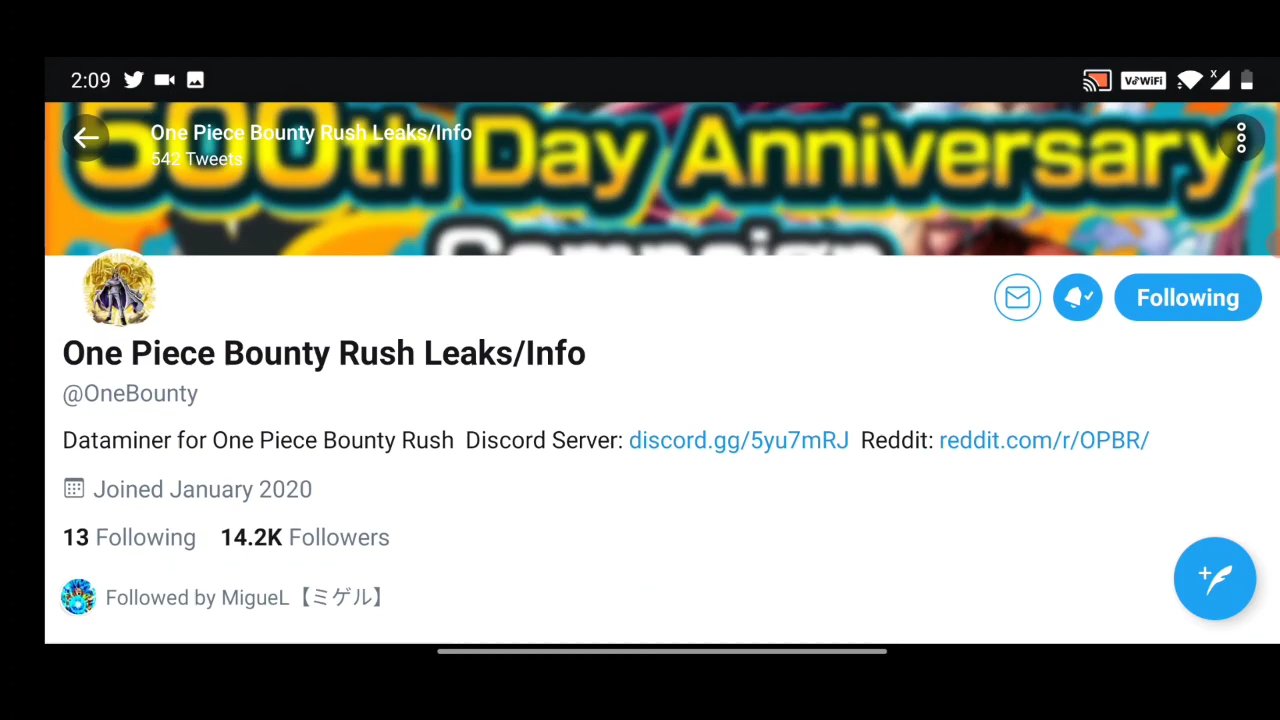 2:09
Vo WiFi
X
500th Day Anniversary
One Piece Bounty Rush Leaks/Info
542 Tweets
Campaign
Following
One Piece Bounty Rush Leaks/Info
@OneBounty
Dataminer for One Piece Bounty Rush Discord Server: discord.gg/5yu7mRJ Reddit: reddit.com/r/OPBR/
Joined January 2020
13 Following 14.2K Followers
Followed by MigueL【ミゲル】